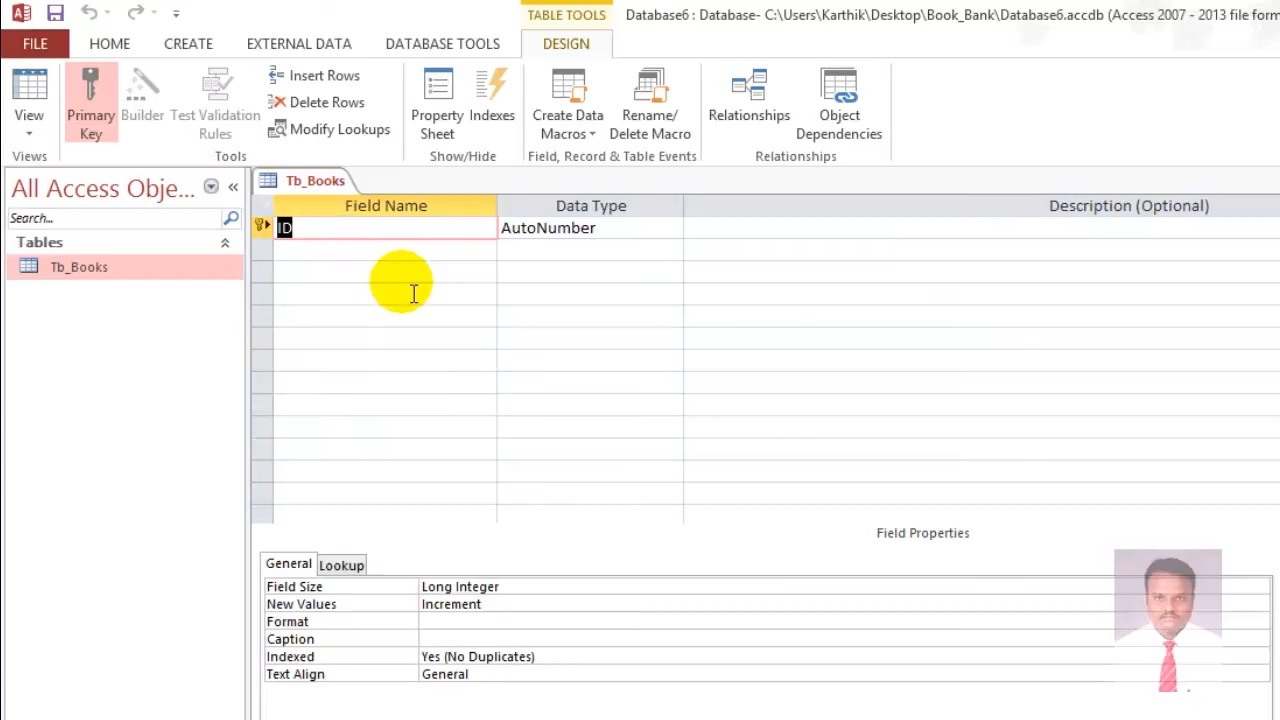 TABLE TOOLS
Database6 : Database- C:\Users\Karthik\Desktop\Book_Bank\Database6.accdb (Access 2007 - 2013 file form
FILE HOME CREATE EXTERNAL DATA DATABASE TOOLS DESIGN
View
Primary Key
Builder
Test Validation Rules
Insert Rows
Delete Rows
Modify Lookups
Property Sheet
Indexes
Create Data Macros
Rename/ Delete Macro
Relationships
Object Dependencies
Views Tools Show/Hide Field, Record & Table Events Relationships
All Access Obje...
Search...
Tables
Tb_Books
Tb_Books
Field Name Data Type Description (Optional)
ID AutoNumber
Field Properties
General Lookup
Field Size Long Integer
New Values Increment
Format
Caption
Indexed Yes (No Duplicates)
Text Align General